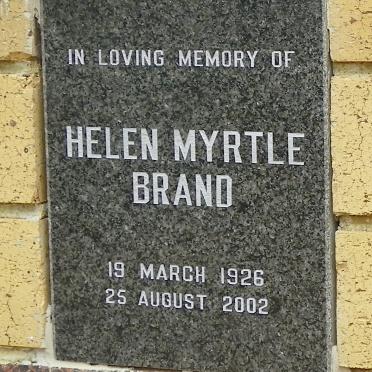 IN LOVING MEMORY OF
HELEN MYRTLE
BRAND
19 MARCH 1926
25 AUGUST 2002